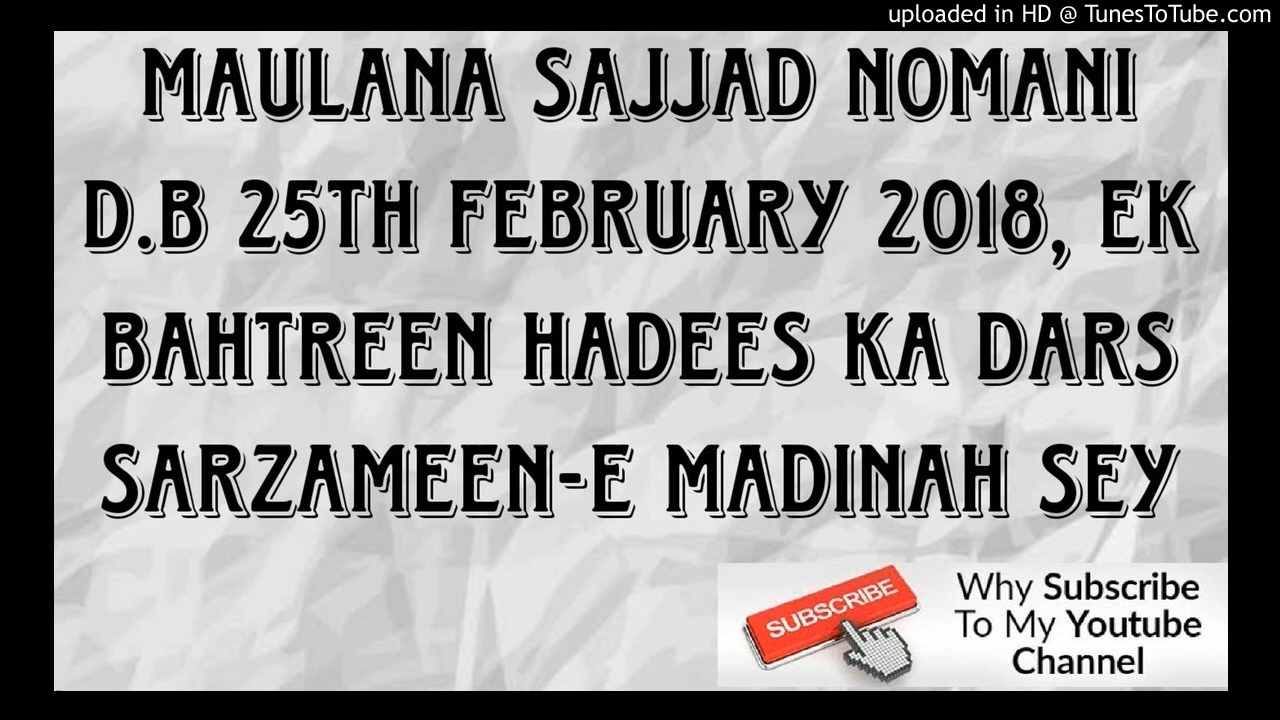 uploaded in HD @ TunesToTube.com
MAULANA SAJJAD NOMANI
D.B 25TH FEBRUARY 2018, EK
BAHTREEN HADEES KA DARS
SARZAMEEN-E MADINAH SEY
SUBSCRIBE
Why Subscribe
To My Youtube
Channel